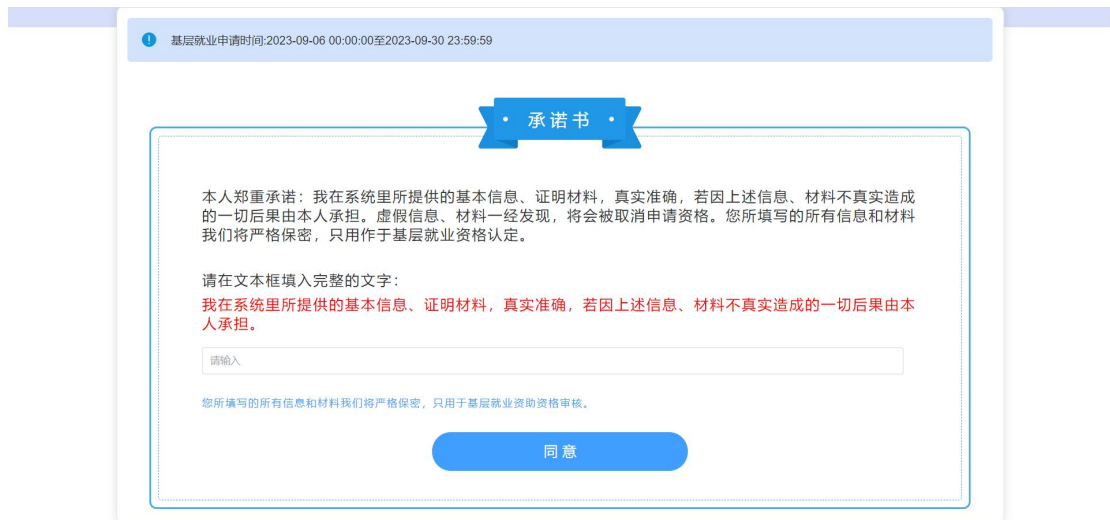 基层就业申请时间:2023-09-06 00:00:00至2023-09-30 23:59:59
· 承诺书 ·
本人郑重承诺：我在系统里所提供的基本信息、证明材料，真实准确，若因上述信息、材料不真实造成
的一切后果由本人承担。虚假信息、材料一经发现，将会被取消申请资格。您所填写的所有信息和材料
我们将严格保密，只用作于基层就业资格认定。
请在文本框填入完整的文字：
我在系统里所提供的基本信息、证明材料，真实准确，若因上述信息、材料不真实造成的一切后果由本
人承担。
请输入
您所填写的所有信息和材料我们将严格保密，只用于基层就业资助资格审核。
同意